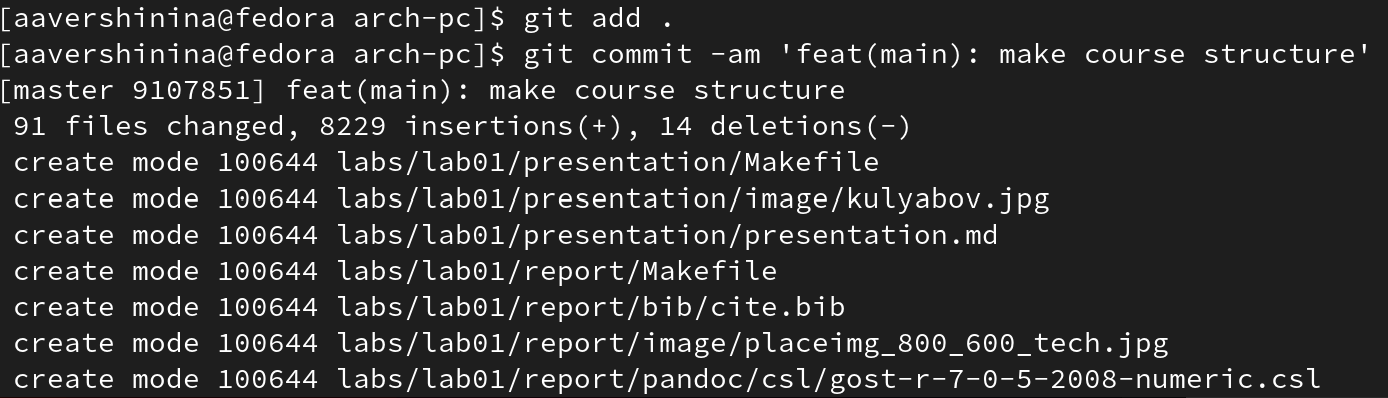 [aavershinina@fedora arch-pc]$ git add .
[aavershinina@fedora arch-pc]$ git commit -am 'feat(main): make course structure'
[master 9107851] feat(main): make course structure
 91 files changed, 8229 insertions(+), 14 deletions(-)
 create mode 100644 labs/lab01/presentation/Makefile
 create mode 100644 labs/lab01/presentation/image/kulyabov.jpg
 create mode 100644 labs/lab01/presentation/presentation.md
 create mode 100644 labs/lab01/report/Makefile
 create mode 100644 labs/lab01/report/bib/cite.bib
 create mode 100644 labs/lab01/report/image/placeimg_800_600_tech.jpg
 create mode 100644 labs/lab01/report/pandoc/csl/gost-r-7-0-5-2008-numeric.csl